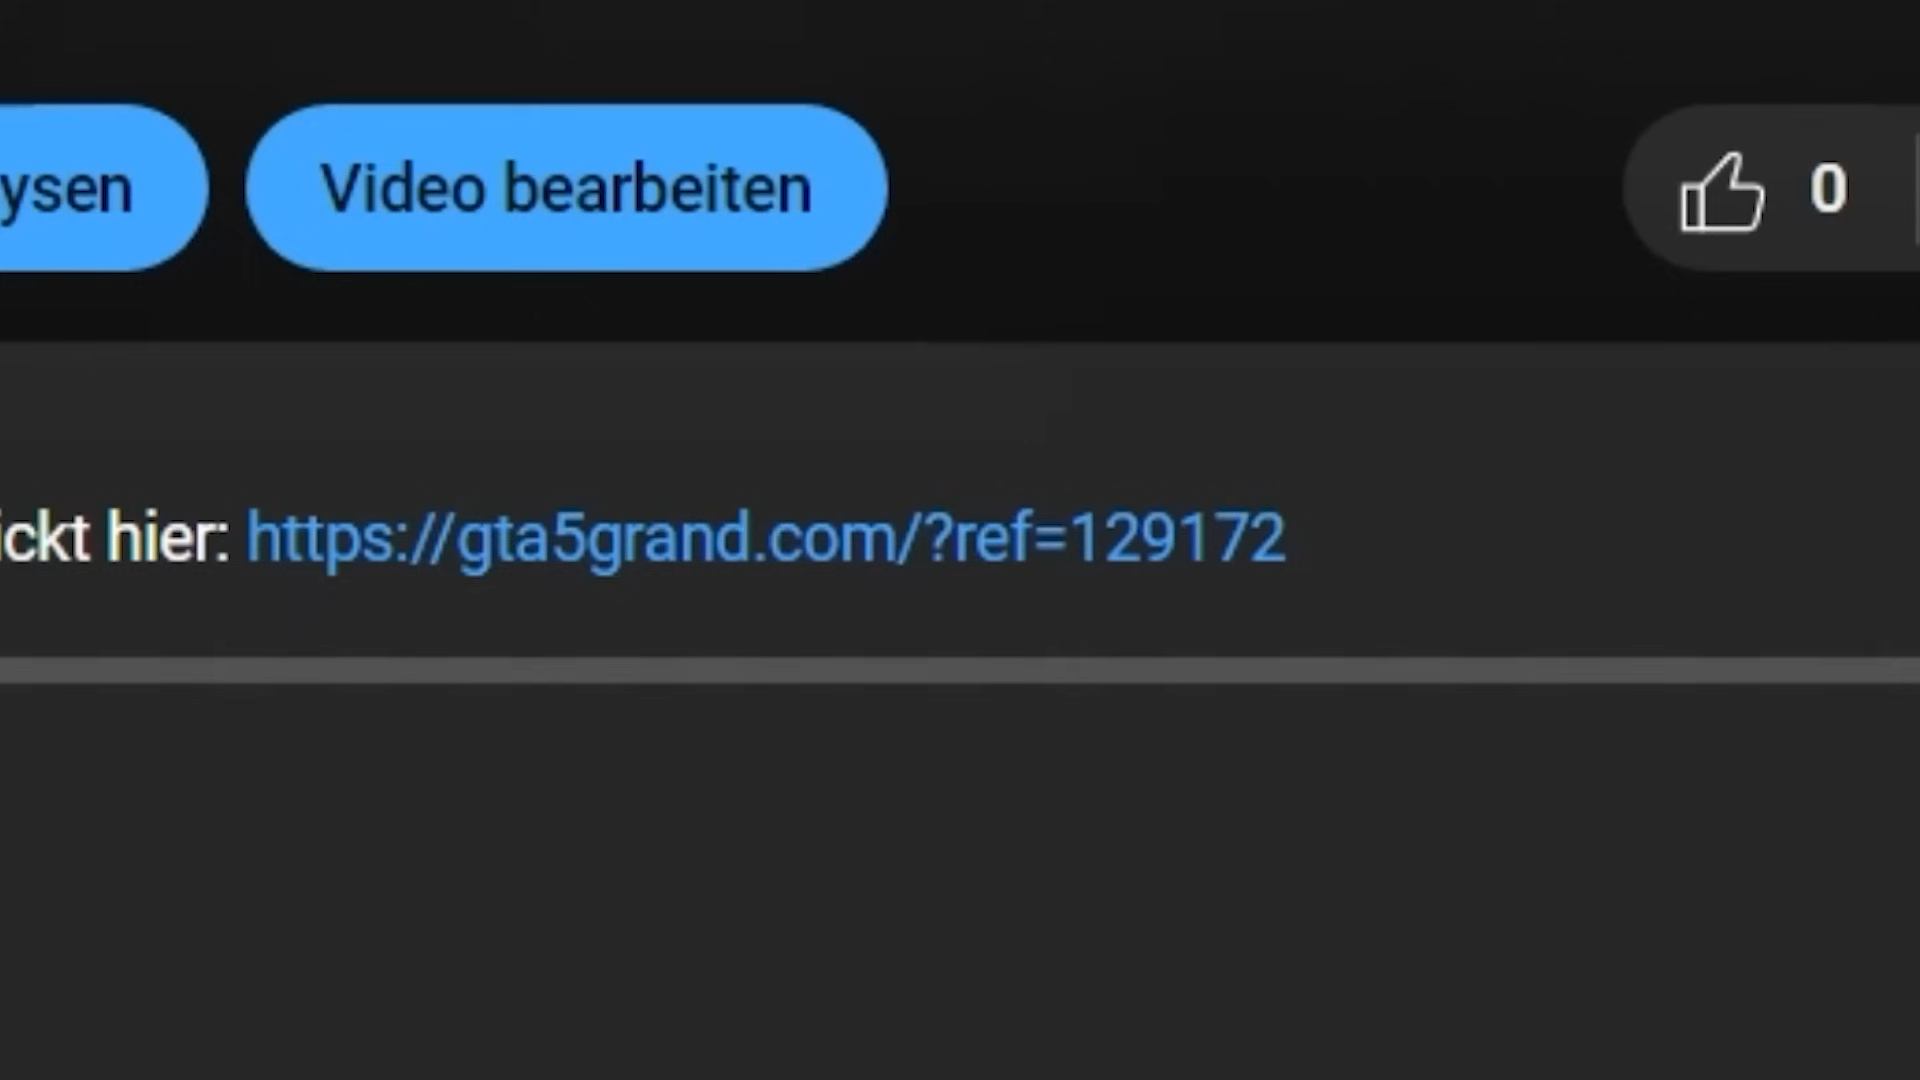 ysen
Video bearbeiten
0
ickt hier: https://gta5grand.com/?ref=129172